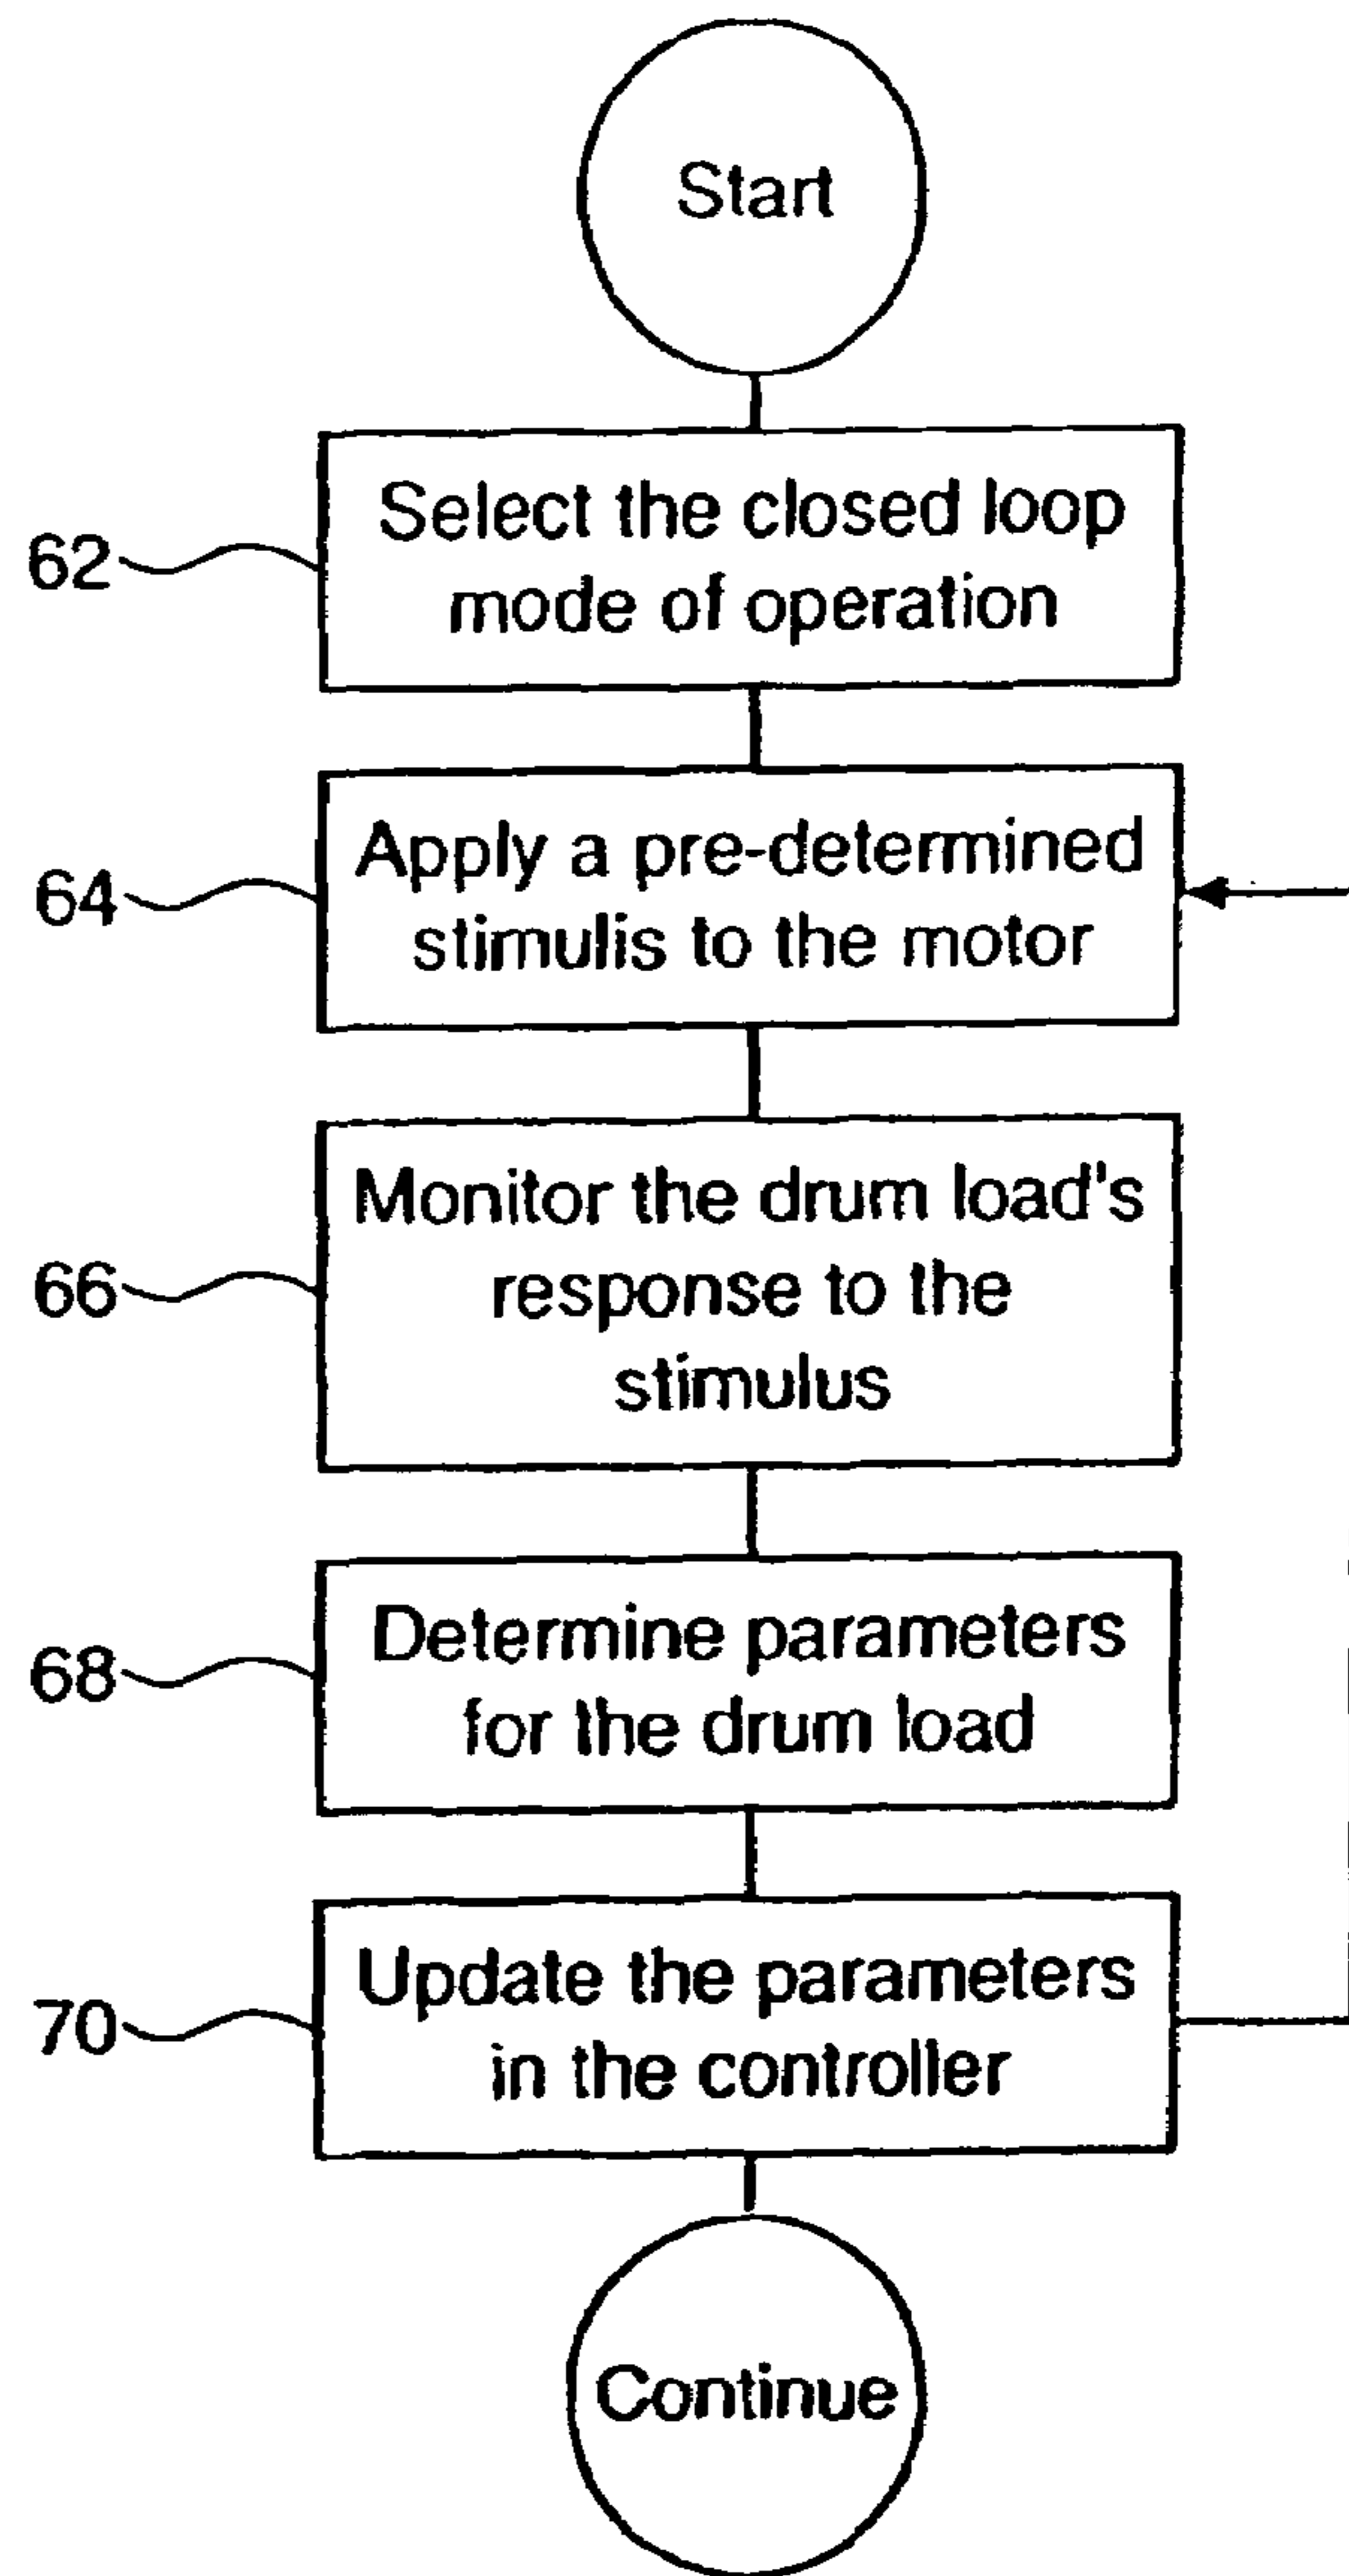 Start
62
Select the closed loop
mode of operation
64
Apply a pre-determined
stimulis to the motor
66
Monitor the drum load's
response to the
stimulus
68
Determine parameters
for the drum load
70
Update the parameters
in the controller
Continue